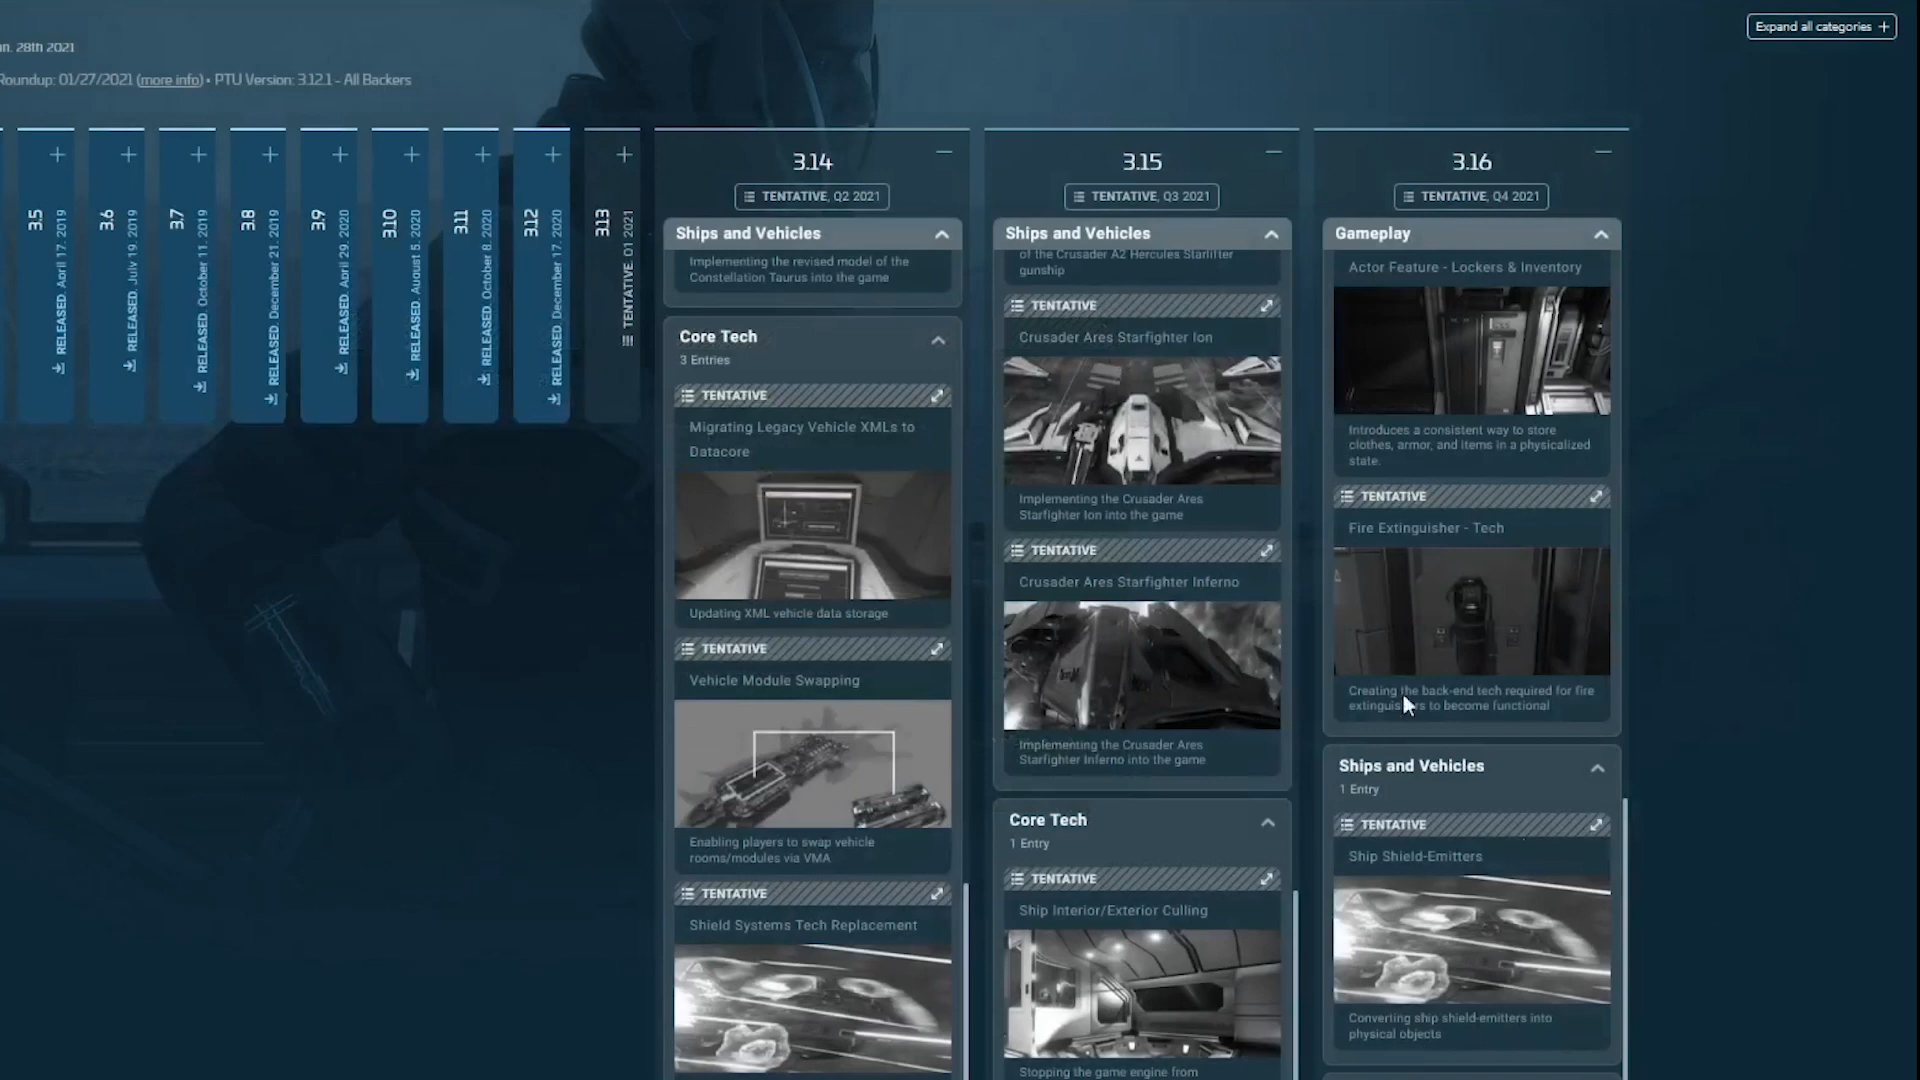 Expand all categories +
n. 28th 2021
Roundup: 01/27/2021 (more info) • PTU Version: 3.12.1 - All Backers
3.5
RELEASED, April 17, 2019
3.6
RELEASED, July 19, 2019
3.7
RELEASED, October 11, 2019
3.8
RELEASED, December 21, 2019
3.9
RELEASED, April 29, 2020
3.10
RELEASED, August 5, 2020
3.11
RELEASED, October 8, 2020
3.12
RELEASED, December 17, 2020
3.13
TENTATIVE, Q1 2021
3.14
TENTATIVE, Q2 2021
Ships and Vehicles
Implementing the revised model of the
Constellation Taurus into the game
Core Tech
3 Entries
TENTATIVE
Migrating Legacy Vehicle XMLs to
Datacore
Updating XML vehicle data storage
TENTATIVE
Vehicle Module Swapping
Enabling players to swap vehicle
rooms/modules via VMA
TENTATIVE
Shield Systems Tech Replacement
3.15
TENTATIVE, Q3 2021
Ships and Vehicles
of the Crusader A2 Hercules Starlifter
gunship
TENTATIVE
Crusader Ares Starfighter Ion
Implementing the Crusader Ares
Starfighter Ion into the game
TENTATIVE
Crusader Ares Starfighter Inferno
Implementing the Crusader Ares
Starfighter Inferno into the game
Core Tech
1 Entry
TENTATIVE
Ship Interior/Exterior Culling
Stopping the game engine from
3.16
TENTATIVE, Q4 2021
Gameplay
Actor Feature - Lockers & Inventory
Introduces a consistent way to store
clothes, armor, and items in a physicalized
state.
TENTATIVE
Fire Extinguisher - Tech
Creating the back-end tech required for fire
extinguishers to become functional
Ships and Vehicles
1 Entry
TENTATIVE
Ship Shield-Emitters
Converting ship shield-emitters into
physical objects